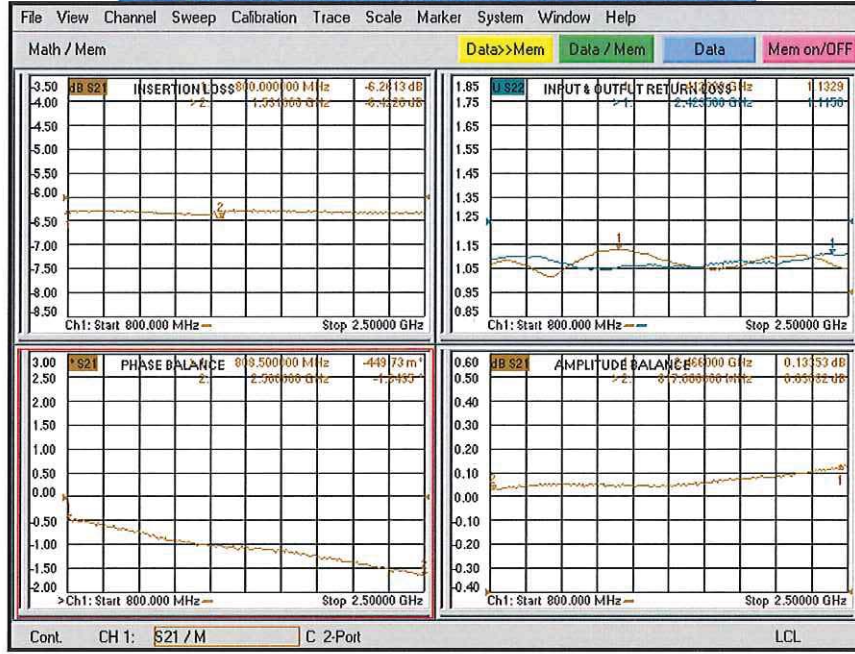 File View Channel Sweep Calibration Trace Scale Marker System Window Help
Math / Mem
Data>>Mem
Data / Mem
Data
Mem on/OFF
dB S21
INSERTION LOSS
800.000000 MHz
-3.50
-4.00
-4.50
-5.00
-5.50
-6.00
-6.50
-7.00
-7.50
-8.00
-8.50
2
Ch1: Start 800.000 MHz
Stop 2.50000 GHz
U S22
INPUT & OUTPUT RETURN LOSS
1.1329
1.85
1.75
1.65
1.55
1.45
1.35
1.25
1.15
1.05
0.95
0.85
1
1
Ch1: Start 800.000 MHz
Stop 2.50000 GHz
° S21
PHASE BALANCE
808.500000 MHz
3.00
2.50
2.00
1.50
1.00
0.50
0.00
-0.50
-1.00
-1.50
-2.00
>Ch1: Start 800.000 MHz
Stop 2.50000 GHz
dB S21
AMPLITUDE BALANCE
0.60
0.50
0.40
0.30
0.20
0.10
0.00
-0.10
-0.20
-0.30
-0.40
1
Ch1: Start 800.000 MHz
Stop 2.50000 GHz
Cont.
CH 1:
S21 / M
C 2-Port
LCL